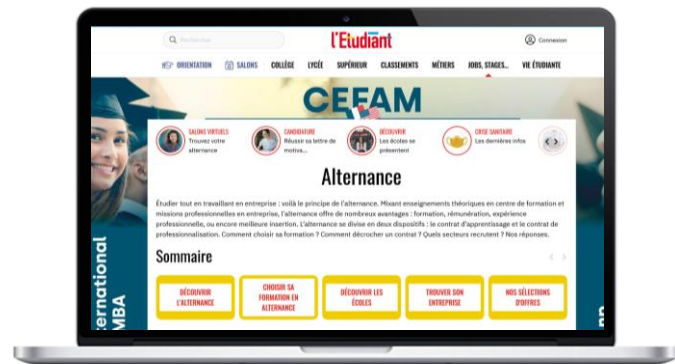 Recherche
l'Etudiant
Connexion
ORIENTATION SALONS COLLÈGE LYCÉE SUPÉRIEUR CLASSEMENTS MÉTIERS JOBS, STAGES... VIE ÉTUDIANTE
CEFAM
SALONS VIRTUELS
Trouvez votre
alternance
CANDIDATURE
Réussir sa lettre de
motiva...
DÉCOUVRIR
Les écoles se
présentent
CRISE SANITAIRE
Les dernières infos
Alternance
Étudier tout en travaillant en entreprise : voilà le principe de l'alternance. Mixant enseignements théoriques en centre de formation et
missions professionnelles en entreprise, l'alternance offre de nombreux avantages : formation, rémunération, expérience
professionnelle, ou encore meilleure insertion. L'alternance se divise en deux dispositifs : le contrat d'apprentissage et le contrat de
professionnalisation. Comment choisir sa formation ? Comment décrocher un contrat ? Quels secteurs recrutent ? Nos réponses.
Sommaire
DÉCOUVRIR
L'ALTERNANCE
CHOISIR SA
FORMATION EN
ALTERNANCE
DÉCOUVRIR LES
ÉCOLES
TROUVER SON
ENTREPRISE
NOS SÉLECTIONS
D'OFFRES
ernational
MBA